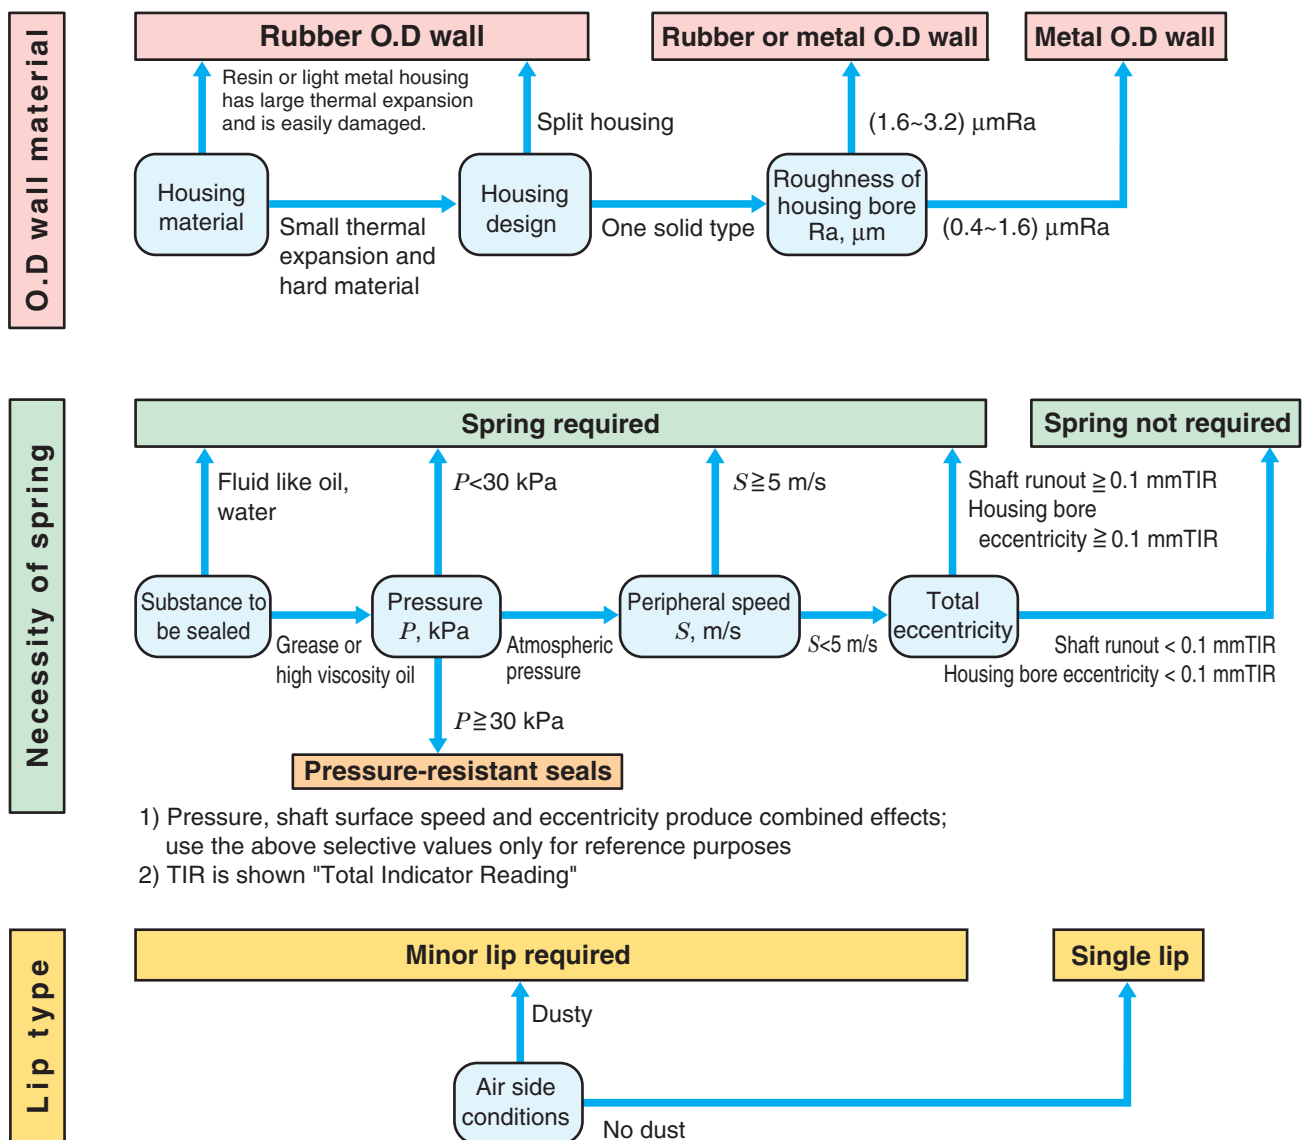 O.D wall material
Rubber O.D wall
Rubber or metal O.D wall
Metal O.D wall
Resin or light metal housing
has large thermal expansion
and is easily damaged.
Split housing
(1.6~3.2) µmRa
Housing
material
Small thermal
expansion and
hard material
Housing
design
One solid type
Roughness of
housing bore
Ra, µm
(0.4~1.6) µmRa
Necessity of spring
Spring required
Spring not required
Fluid like oil,
water
P<30 kPa
S≧5 m/s
Shaft runout ≧0.1 mmTIR
Housing bore
eccentricity ≧0.1 mmTIR
Substance to
be sealed
Grease or
high viscosity oil
Pressure
P, kPa
Atmospheric
pressure
Peripheral speed
S, m/s
S<5 m/s
Total
eccentricity
Shaft runout < 0.1 mmTIR
Housing bore eccentricity < 0.1 mmTIR
P≧30 kPa
Pressure-resistant seals
1) Pressure, shaft surface speed and eccentricity produce combined effects;
use the above selective values only for reference purposes
2) TIR is shown "Total Indicator Reading"
Lip type
Minor lip required
Single lip
Dusty
Air side
conditions
No dust